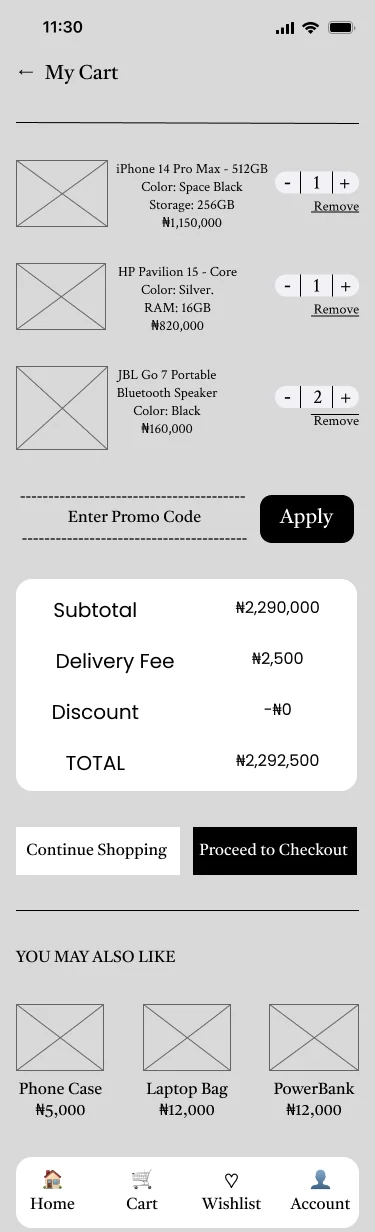 11:30
← My Cart
iPhone 14 Pro Max - 512GB
Color: Space Black
Storage: 256GB
₦1,150,000
- 1 +
Remove
HP Pavilion 15 - Core
Color: Silver.
RAM: 16GB
₦820,000
- 1 +
Remove
JBL Go 7 Portable
Bluetooth Speaker
Color: Black
₦160,000
- 2 +
Remove
Enter Promo Code
Apply
Subtotal ₦2,290,000
Delivery Fee ₦2,500
Discount -₦0
TOTAL ₦2,292,500
Continue Shopping
Proceed to Checkout
YOU MAY ALSO LIKE
Phone Case Laptop Bag PowerBank
₦5,000 ₦12,000 ₦12,000
Home Cart Wishlist Account